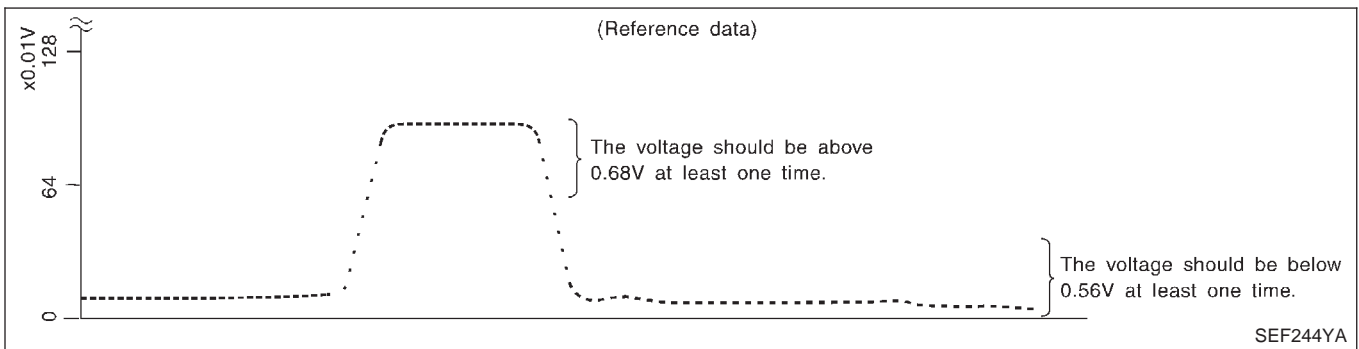 (Reference data)
x0.01V
128
64
0
The voltage should be above
0.68V at least one time.
The voltage should be below
0.56V at least one time.
SEF244YA